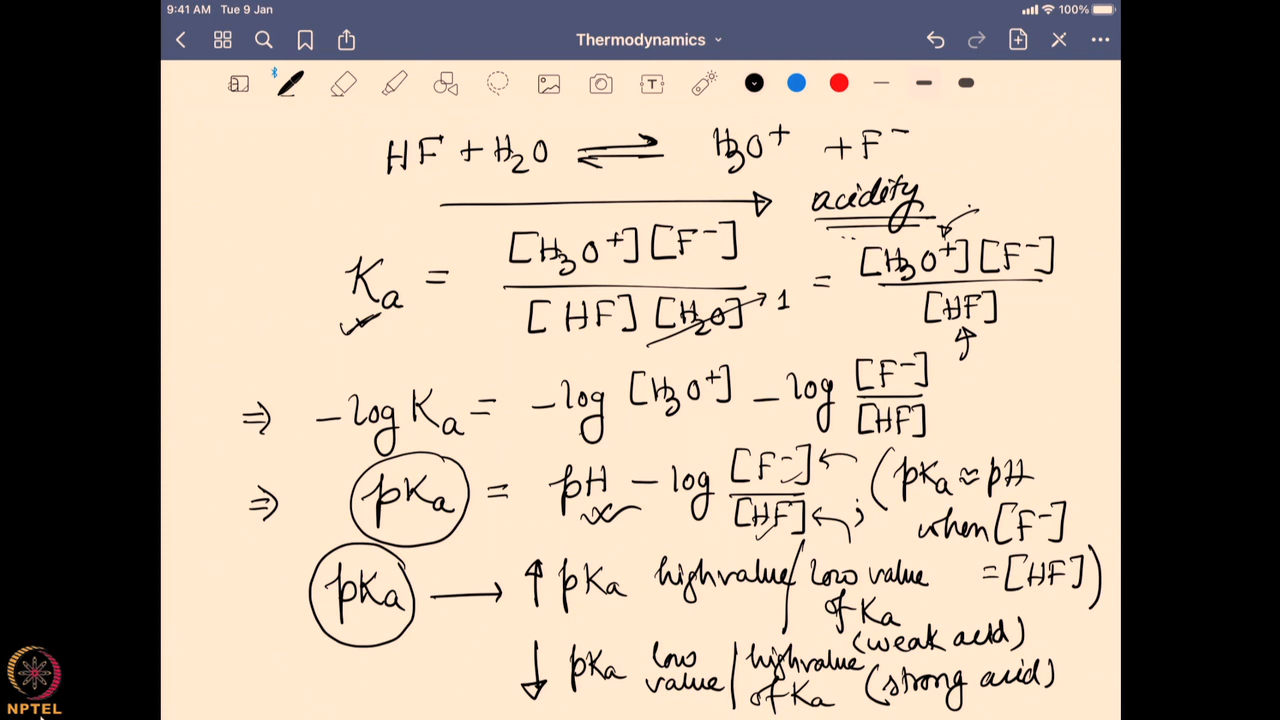 9:41 AM Tue 9 Jan
100%
Thermodynamics
HF + H₂O ⇌ H₃O⁺ + F⁻
acidity
Kₐ = [H₃O⁺][F⁻] / [HF][H₂O] → 1 = [H₃O⁺][F⁻] / [HF]
⇒ -log Kₐ = -log [H₃O⁺] - log [F⁻] / [HF]
⇒ pKₐ = pH - log [F⁻] / [HF] ; (pKₐ ≈ pH
when [F⁻]
= [HF])
pKₐ → ↑ pKₐ high value / low value
of Kₐ
(weak acid)
↓ pKₐ low value / high value
of Kₐ (strong acid)
NPTEL